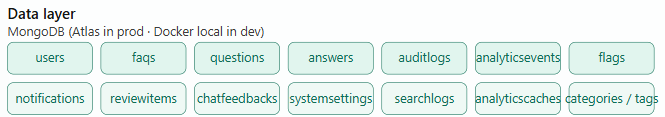 Data layer
MongoDB (Atlas in prod · Docker local in dev)
users faqs questions answers auditlogs analyticsevents flags
notifications reviewitems chatfeedbacks systemsettings searchlogs analyticscaches categories / tags